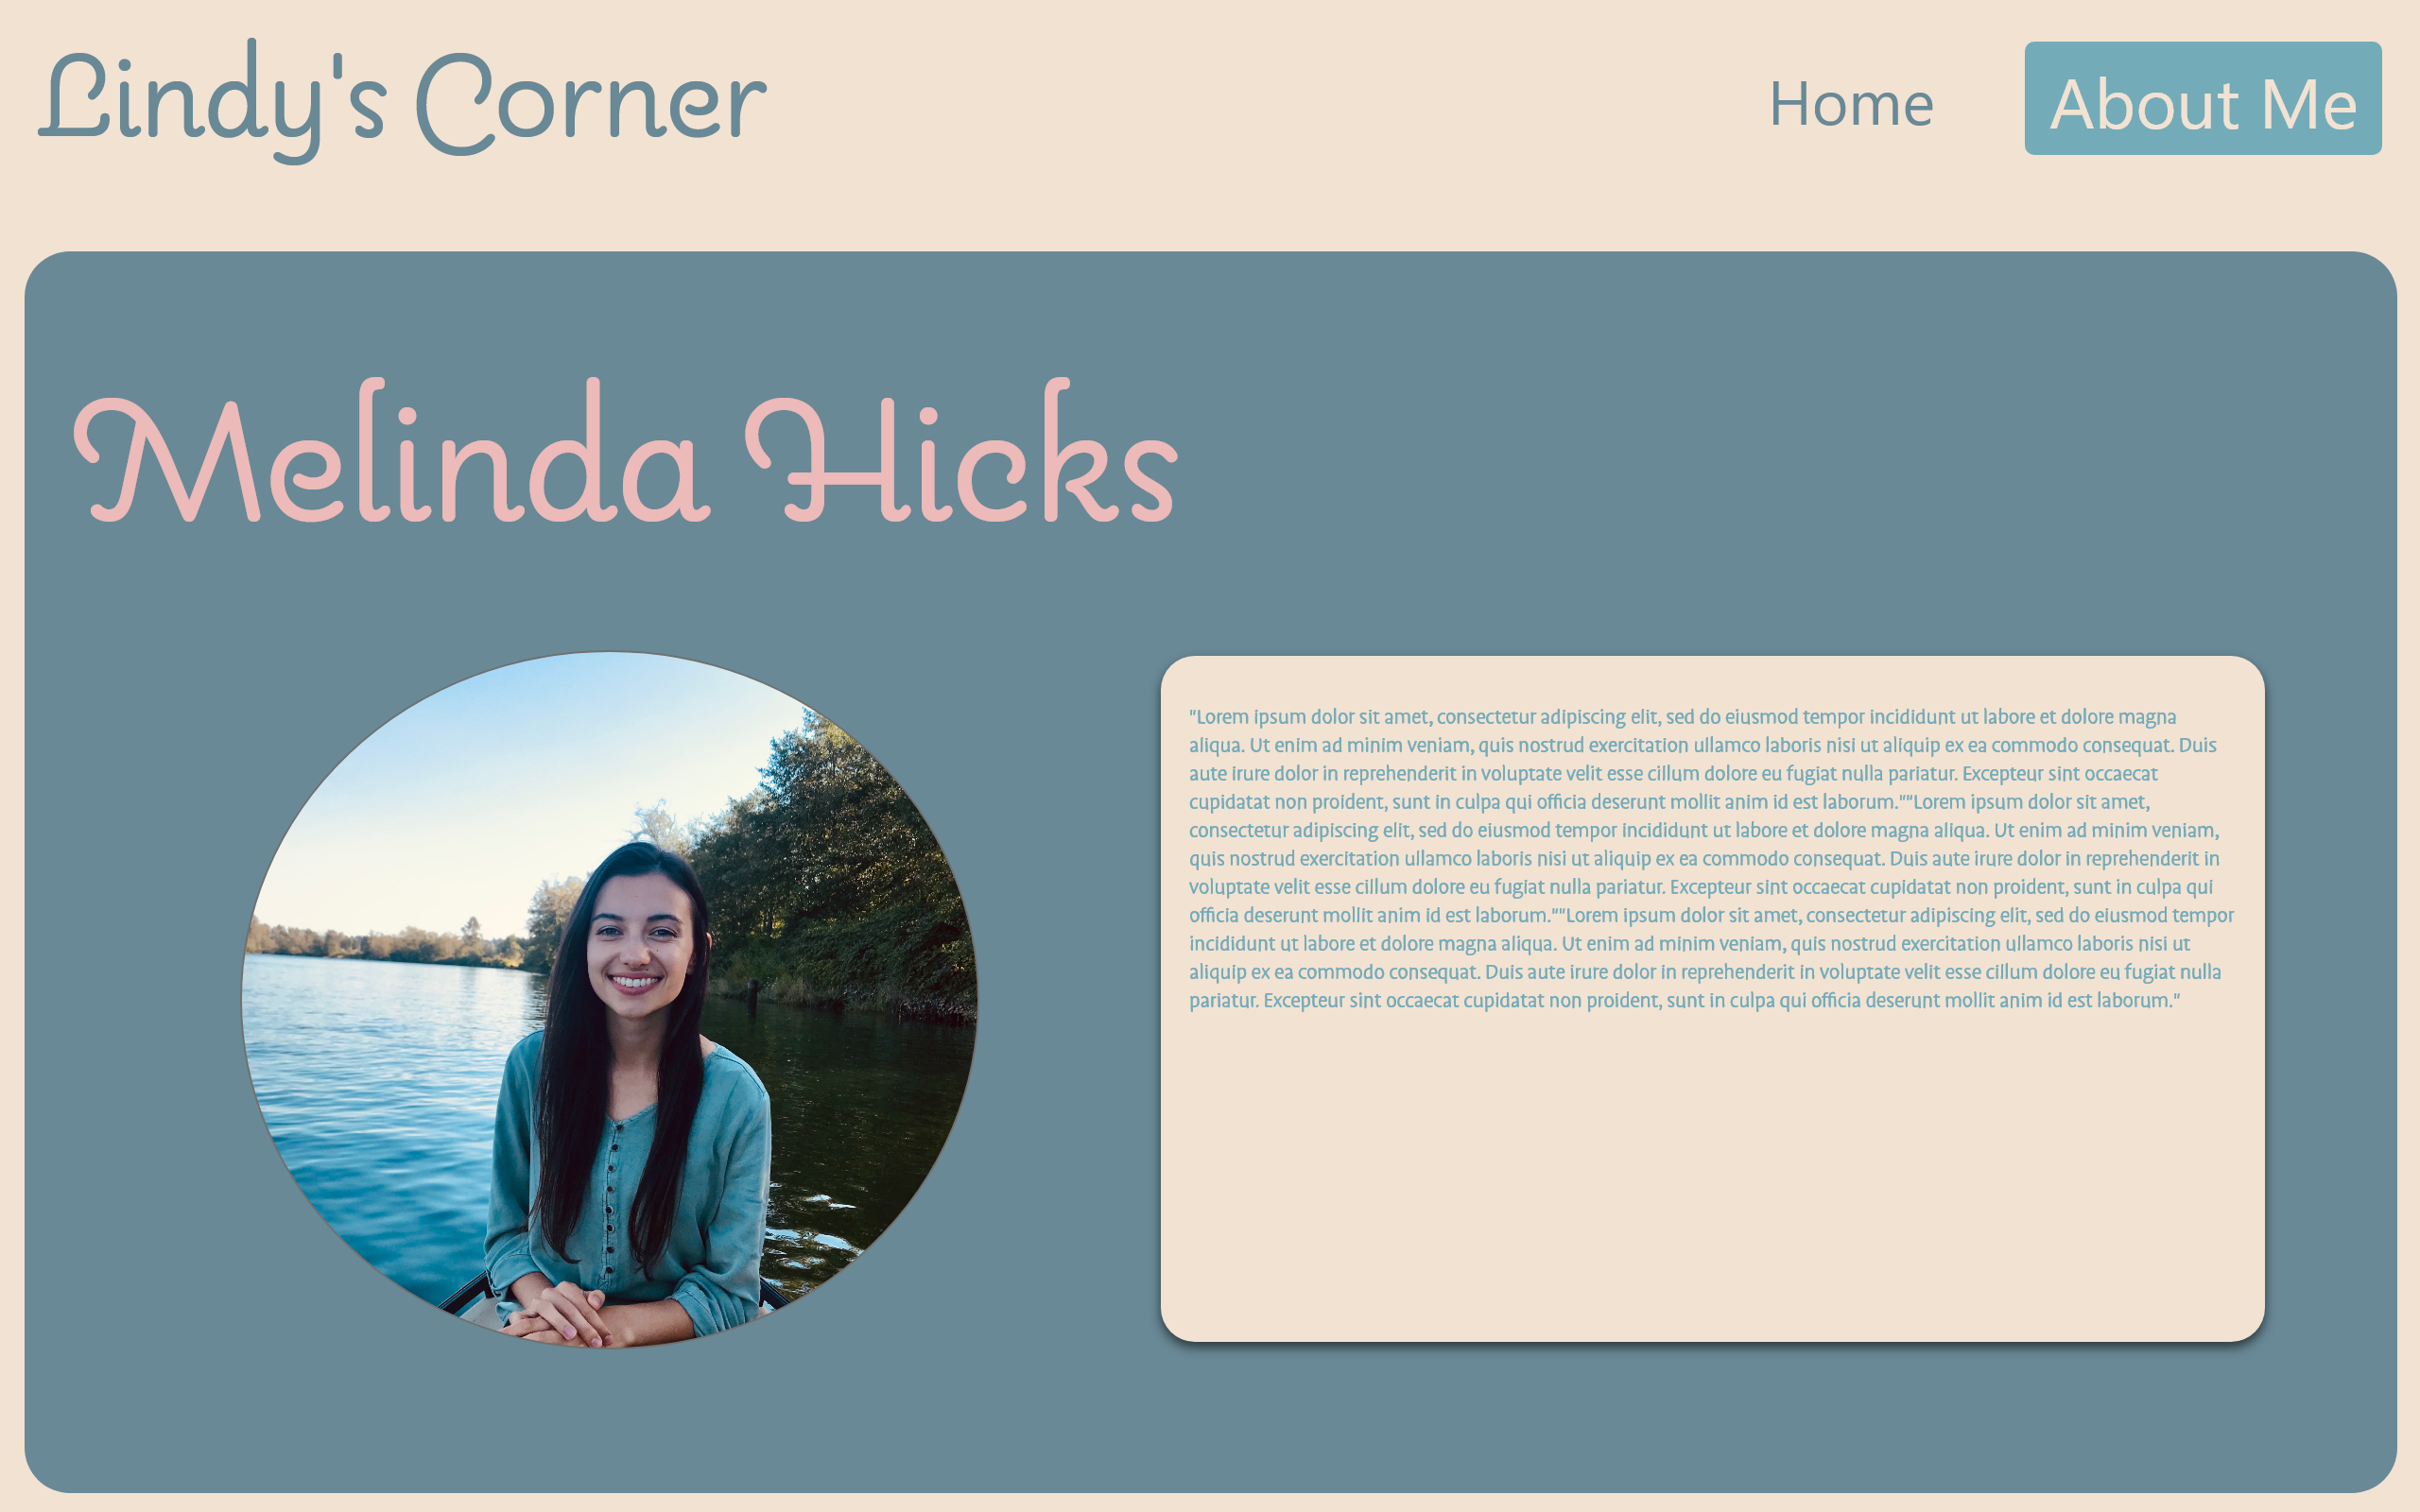 Lindy's Corner
Home
About Me
Melinda Hicks
"Lorem ipsum dolor sit amet, consectetur adipiscing elit, sed do eiusmod tempor incididunt ut labore et dolore magna
aliqua. Ut enim ad minim veniam, quis nostrud exercitation ullamco laboris nisi ut aliquip ex ea commodo consequat. Duis
aute irure dolor in reprehenderit in voluptate velit esse cillum dolore eu fugiat nulla pariatur. Excepteur sint occaecat
cupidatat non proident, sunt in culpa qui officia deserunt mollit anim id est laborum.""Lorem ipsum dolor sit amet,
consectetur adipiscing elit, sed do eiusmod tempor incididunt ut labore et dolore magna aliqua. Ut enim ad minim veniam,
quis nostrud exercitation ullamco laboris nisi ut aliquip ex ea commodo consequat. Duis aute irure dolor in reprehenderit in
voluptate velit esse cillum dolore eu fugiat nulla pariatur. Excepteur sint occaecat cupidatat non proident, sunt in culpa qui
officia deserunt mollit anim id est laborum.""Lorem ipsum dolor sit amet, consectetur adipiscing elit, sed do eiusmod tempor
incididunt ut labore et dolore magna aliqua. Ut enim ad minim veniam, quis nostrud exercitation ullamco laboris nisi ut
aliquip ex ea commodo consequat. Duis aute irure dolor in reprehenderit in voluptate velit esse cillum dolore eu fugiat nulla
pariatur. Excepteur sint occaecat cupidatat non proident, sunt in culpa qui officia deserunt mollit anim id est laborum."